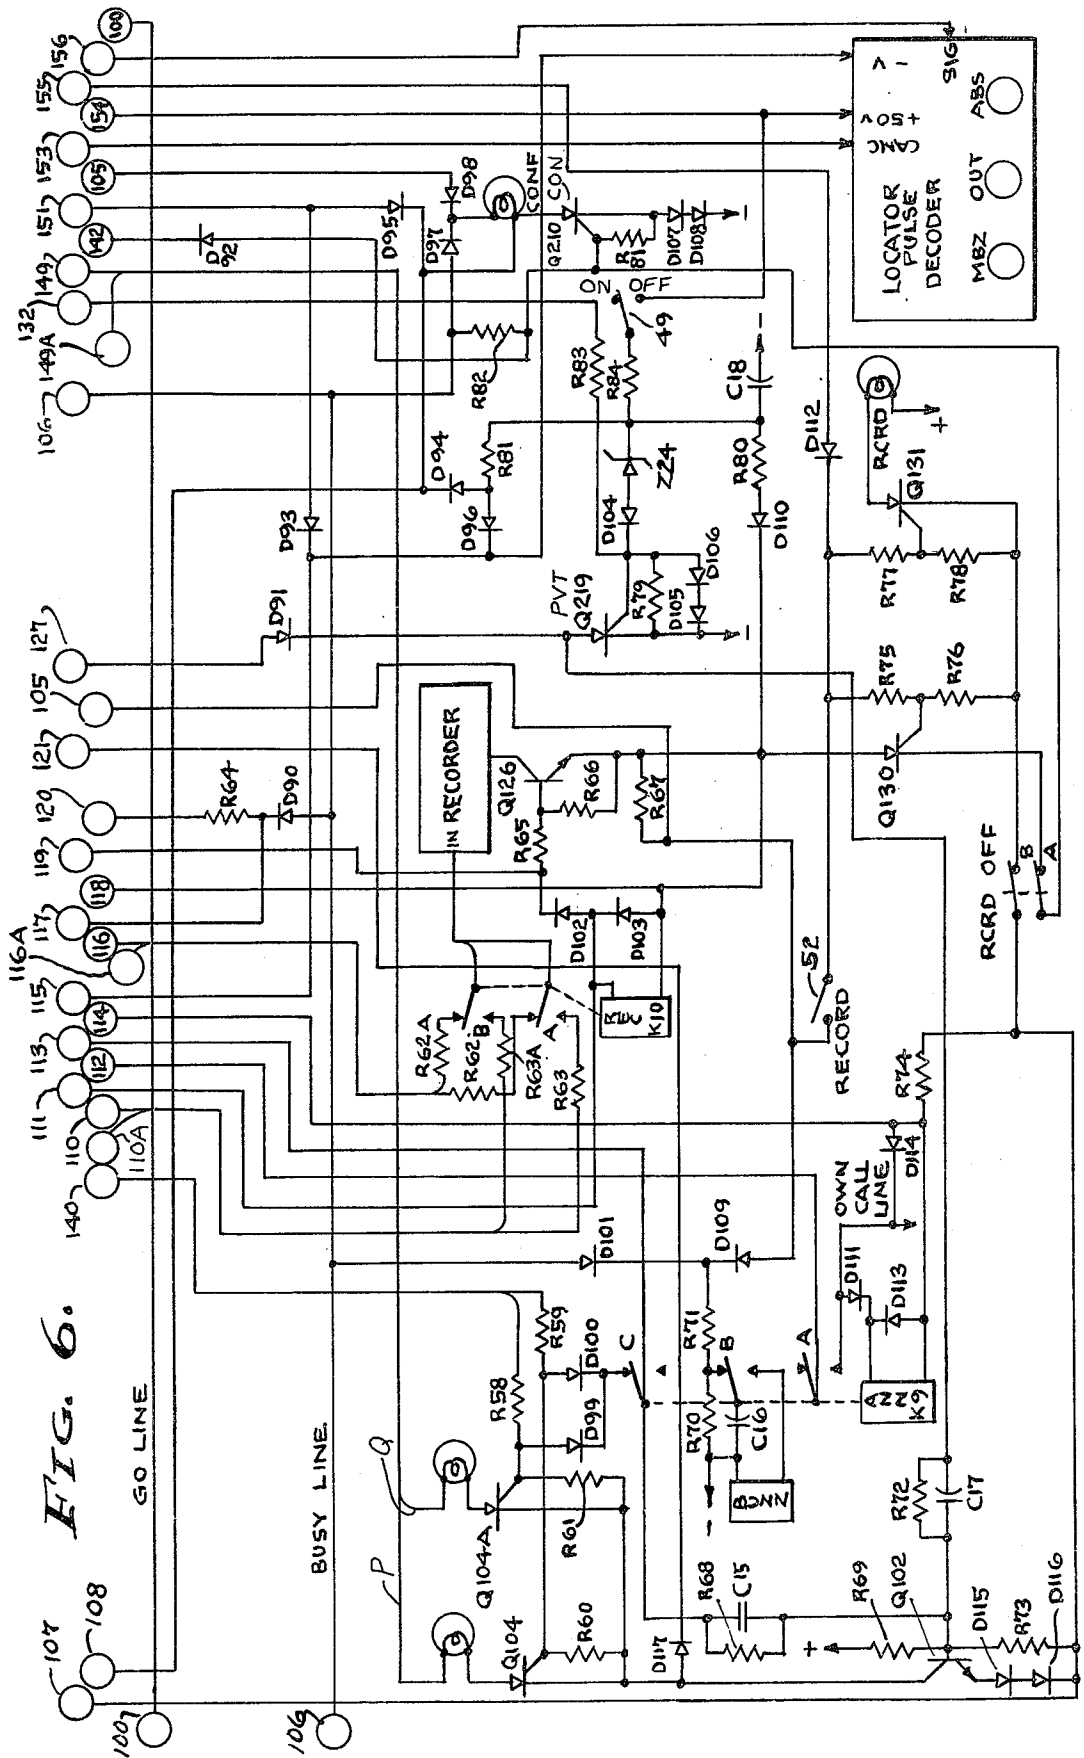 FIG. 6.
107
108
100
106
GO LINE
BUSY LINE
140
110A
110
111
112
113
114
115
116A
116
117
118
119
120
121
105
127
106
149A
132
149
142
151
105
153
154
155
156
100
R64
D90
D91
D93
D92
D95
D97
D98
CONF
CON
Q210
R181
D107
D108
R82
D94
R81
D96
ON
OFF
49
R83
R84
Z24
D104
C18
R80
D110
PVT
Q219
R79
D105
D106
IN RECORDER
Q126
R65
R66
R67
D102
D103
REC
K10
R62A
R62
B
R63A
A
R63
P
Q
Q104
Q104-A
R58
R59
R60
R61
D99
D100
C
D101
D109
R71
R70
B
C16
BUZZ
A
OWN
CALL
LINE
D111
D113
D114
AZZ
K9
R74
RECORD
52
RCRD OFF
B
A
Q130
R75
R76
R77
R78
Q131
RCRD
+
D112
LOCATOR
PULSE
DECODER
CANC
+50V
- V
SIG
MBZ
OUT
ABS
R68
C15
D117
+
R69
Q102
R72
C17
D115
R73
D116